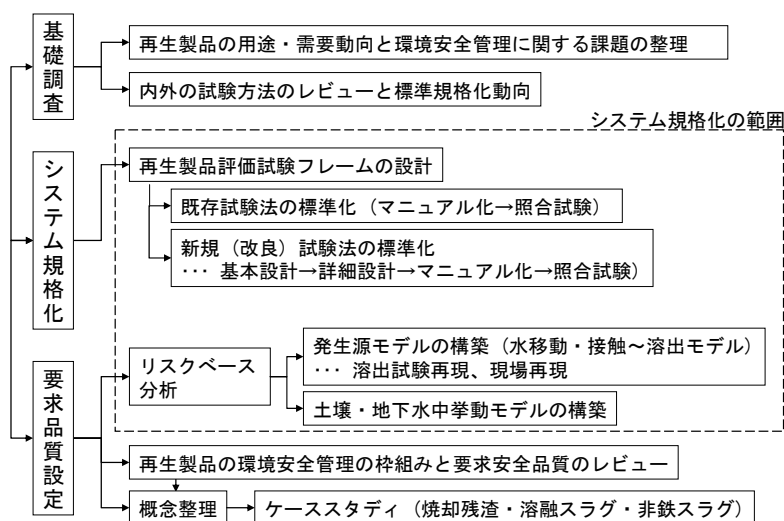 基礎調査
再生製品の用途・需要動向と環境安全管理に関する課題の整理
内外の試験方法のレビューと標準規格化動向
システム規格化の範囲
システム規格化
再生製品評価試験フレームの設計
既存試験法の標準化（マニュアル化→照合試験）
新規（改良）試験法の標準化
… 基本設計→詳細設計→マニュアル化→照合試験）
要求品質設定
リスクベース
分析
発生源モデルの構築（水移動・接触～溶出モデル）
… 溶出試験再現、現場再現
土壌・地下水中挙動モデルの構築
再生製品の環境安全管理の枠組みと要求安全品質のレビュー
概念整理
ケーススタディ（焼却残渣・溶融スラグ・非鉄スラグ）